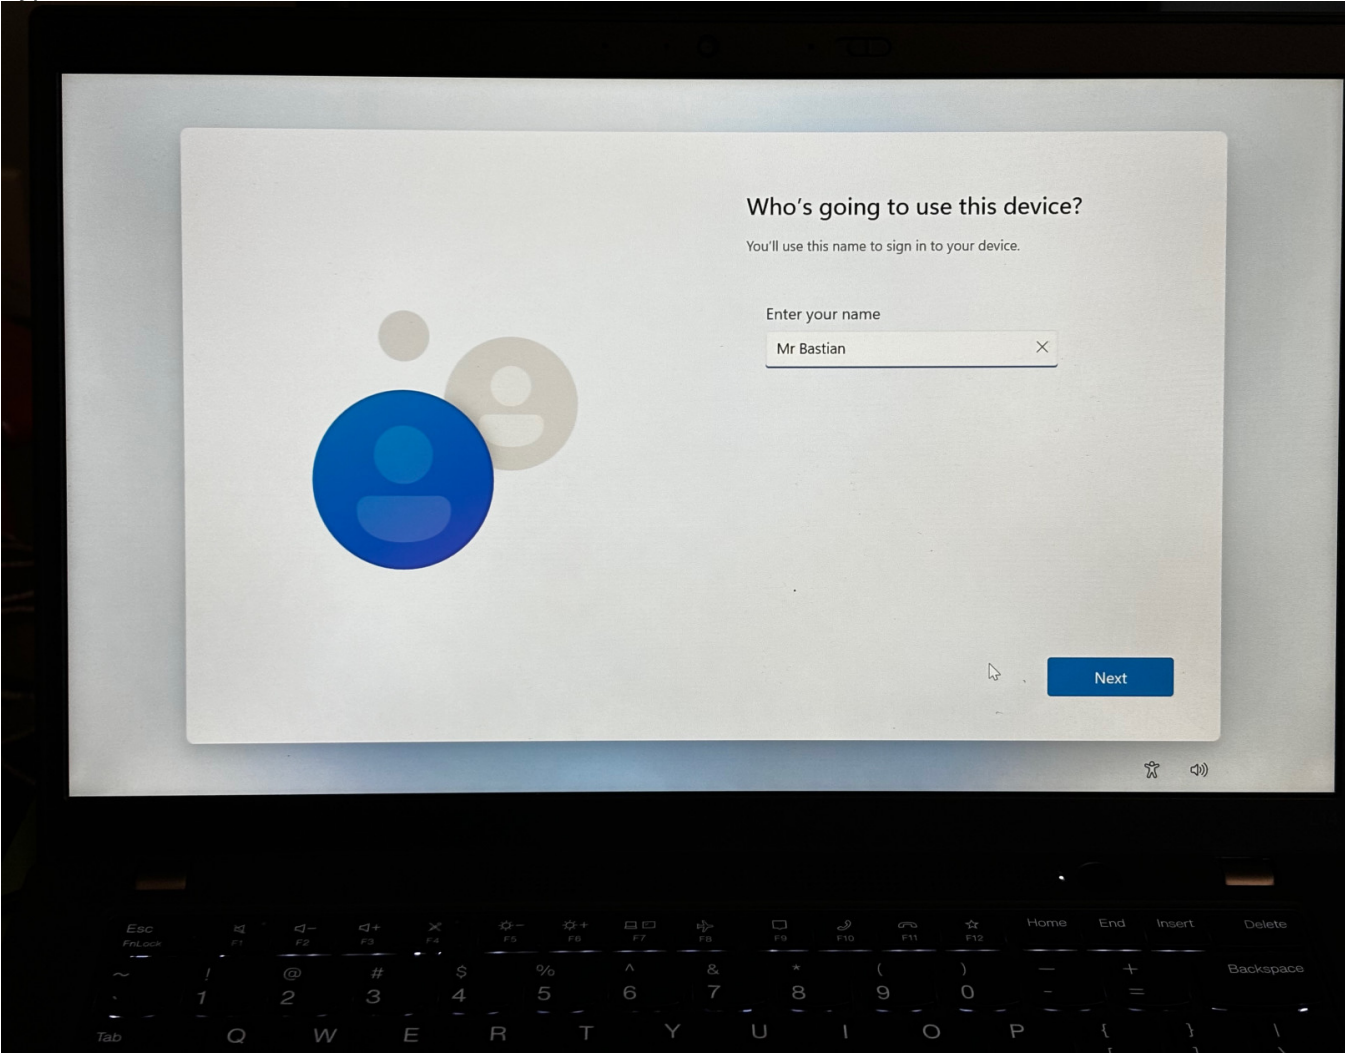 Who's going to use this device?
You'll use this name to sign in to your device.
Enter your name
Mr Bastian
Next
Esc
FnLock
F1
F2
F3
F4
F5
F6
F7
F8
F9
F10
F11
F12
Home
End
Insert
Delete
~ ! @ # $ % ^ & * ( ) — + Backspace
` 1 2 3 4 5 6 7 8 9 0 - =
Tab Q W E R T Y U I O P { } \